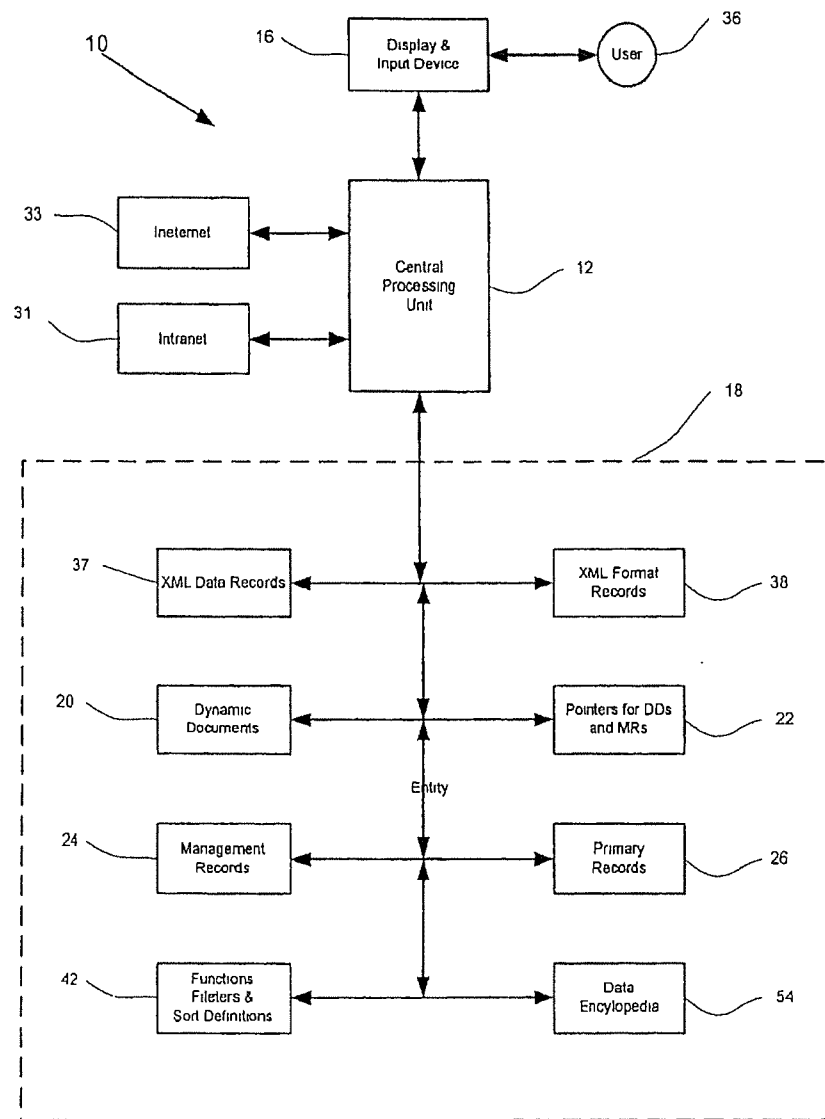 10
16
Display &
Input Device
User
36
33
Ineternet
Central
Processing
Unit
12
31
Intranet
18
37
XML Data Records
XML Format
Records
38
20
Dynamic
Documents
Pointers for DDs
and MRs
22
Entity
24
Management
Records
Primary
Records
26
42
Functions
Fileters &
Sort Definitions
Data
Encylopedia
54